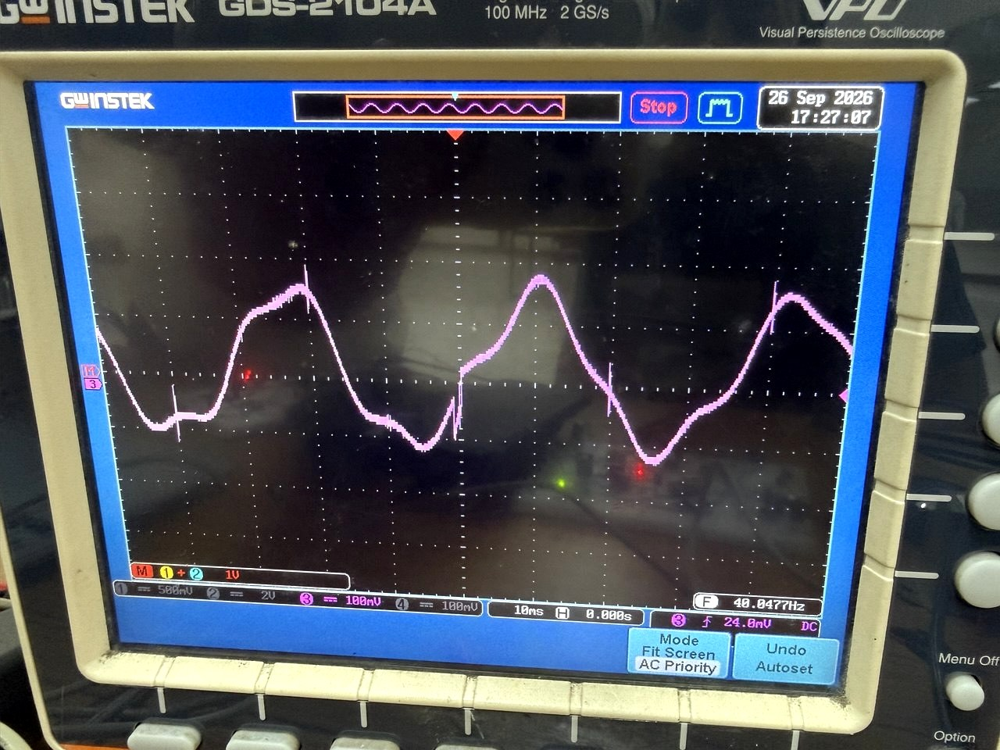 GWINSTEK GDS-2104A
100 MHz 2 GS/s
Visual Persistence Oscilloscope
GWINSTEK
Stop
26 Sep 2026
17:27:07
M
3
M 1 + 2 1V
1 500mV 2 2V 3 100mV 4 100mV
10ms H 0.000s
F 40.0477Hz
3 24.0mV DC
Mode
Fit Screen
AC Priority
Undo
Autoset
Menu Off
Option